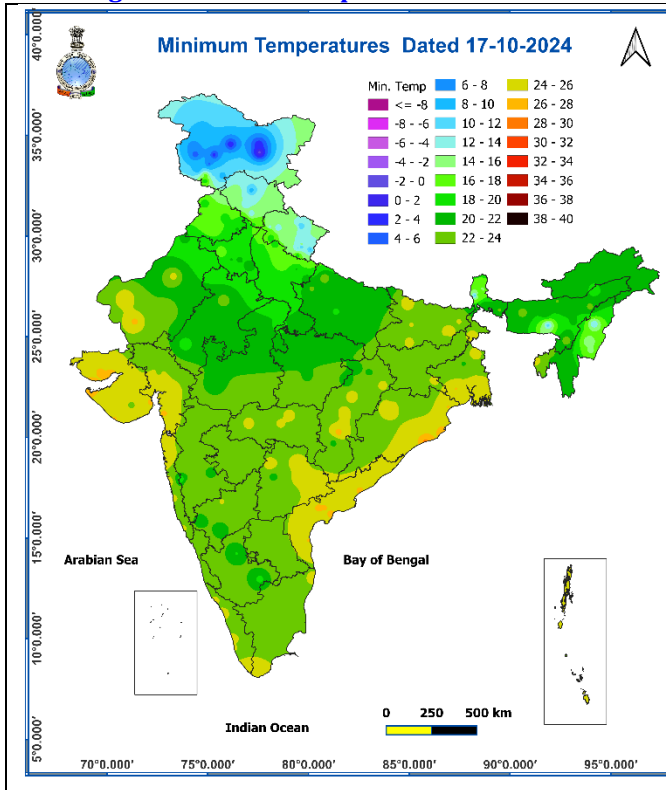 Minimum Temperatures Dated 17-10-2024
Min. Temp
<= -8
-8 - -6
-6 - -4
-4 - -2
-2 - 0
0 - 2
2 - 4
4 - 6
6 - 8
8 - 10
10 - 12
12 - 14
14 - 16
16 - 18
18 - 20
20 - 22
22 - 24
24 - 26
26 - 28
28 - 30
30 - 32
32 - 34
34 - 36
36 - 38
38 - 40
40°0.000'
35°0.000'
30°0.000'
25°0.000'
20°0.000'
15°0.000'
10°0.000'
5°0.000'
Arabian Sea
Bay of Bengal
Indian Ocean
0 250 500 km
70°0.000' 75°0.000' 80°0.000' 85°0.000' 90°0.000' 95°0.000'